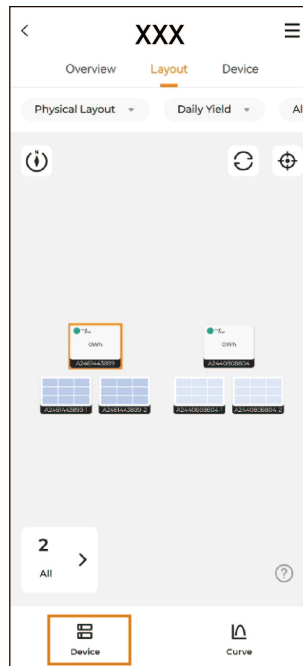 XXX
Overview Layout Device
Physical Layout Daily Yield Al
N
0Wh 0Wh
A2461443899 A2440808804
A2461443899-1 A2461443899-2 A2440808804-1 A2440808804-2
2
All
?
Device Curve